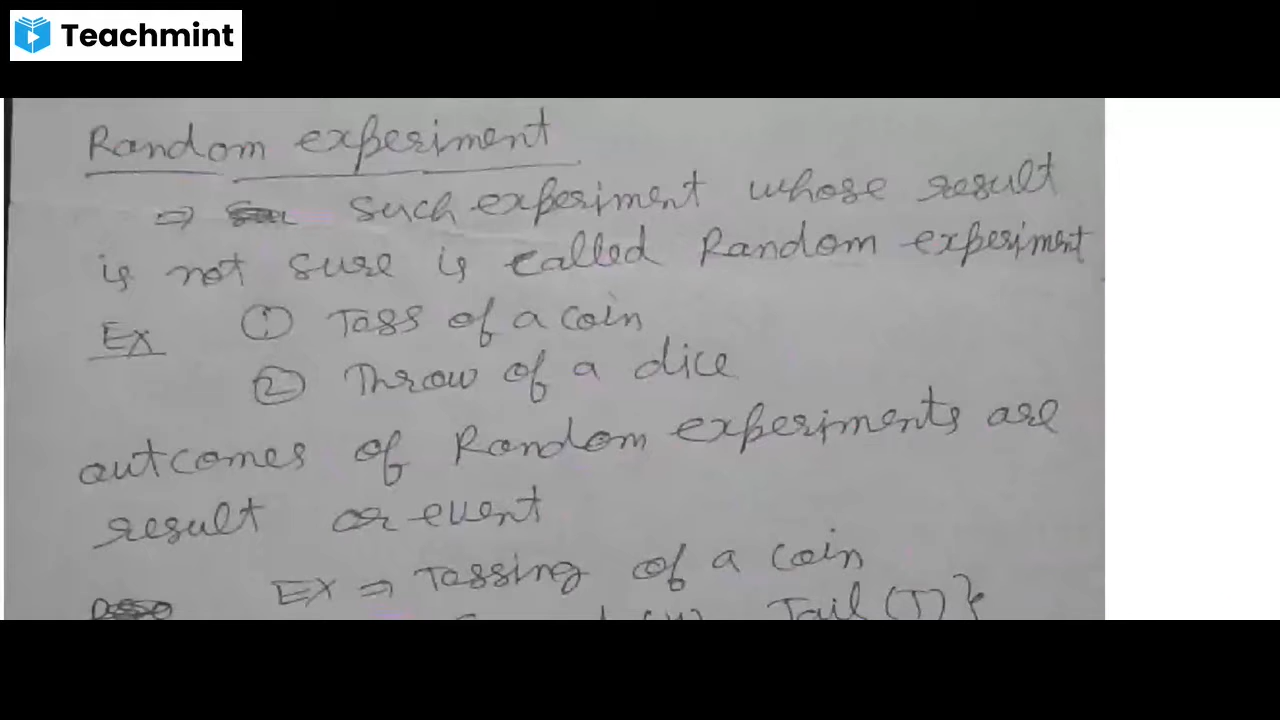 Teachmint
Random experiment
⇒ such experiment whose result
is not sure is called Random experiment
Ex ① Toss of a coin
② Throw of a dice
outcomes of Random experiments are
result or event
Ex ⇒ Tossing of a coin
Tail (T)}